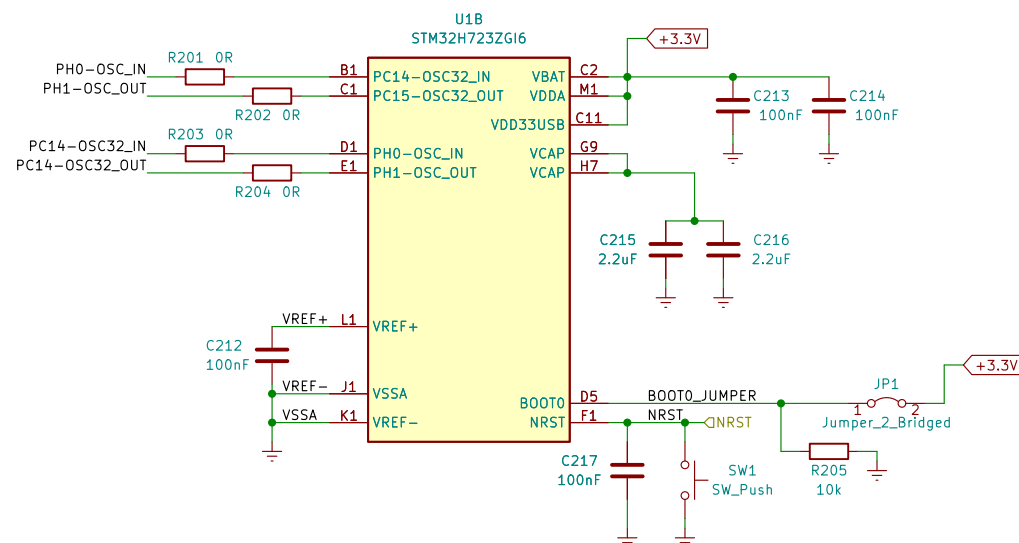 U1B
STM32H723ZGI6
+3.3V
R201 0R
PH0-OSC_IN
B1
PC14-OSC32_IN
VBAT
C2
PH1-OSC_OUT
C1
PC15-OSC32_OUT
VDDA
M1
R202 0R
C213
100nF
C214
100nF
VDD33USB
C11
R203 0R
PC14-OSC32_IN
D1
PH0-OSC_IN
VCAP
G9
PC14-OSC32_OUT
E1
PH1-OSC_OUT
VCAP
H7
R204 0R
C215
2.2uF
C216
2.2uF
VREF+
L1
VREF+
C212
100nF
+3.3V
VREF-
J1
VSSA
JP1
BOOT0
D5
BOOT0_JUMPER
1
2
Jumper_2_Bridged
VSSA
K1
VREF-
NRST
F1
NRST
NRST
C217
100nF
SW1
SW_Push
R205
10k